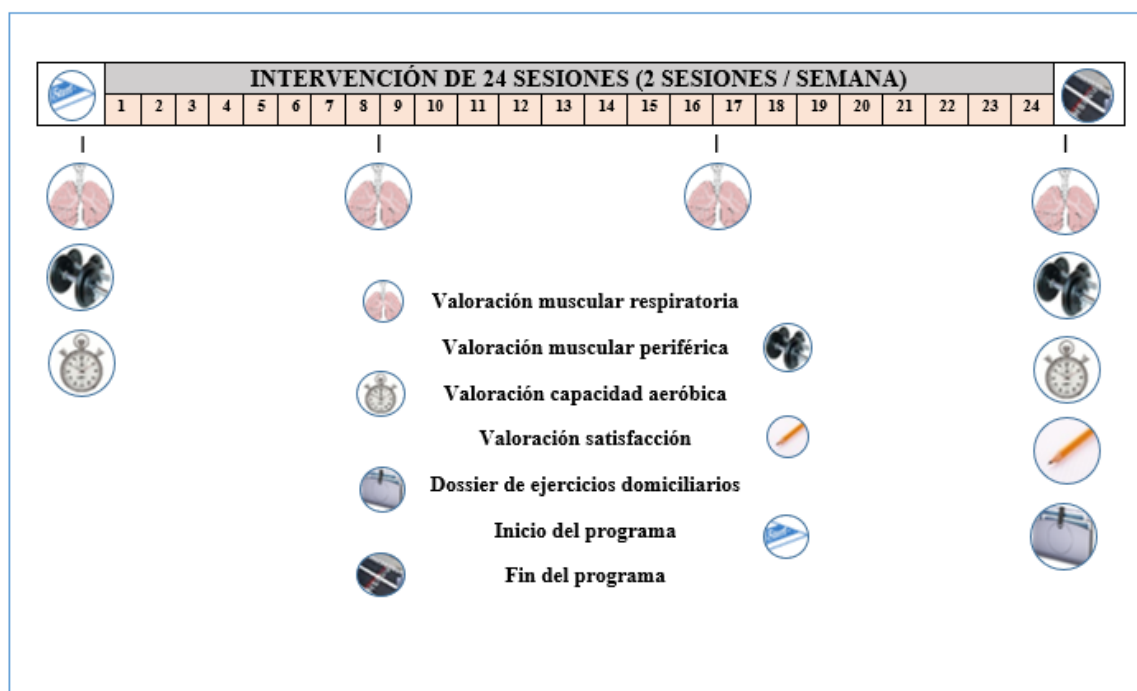 INTERVENCIÓN DE 24 SESIONES (2 SESIONES / SEMANA)
1 2 3 4 5 6 7 8 9 10 11 12 13 14 15 16 17 18 19 20 21 22 23 24
Valoración muscular respiratoria
Valoración muscular periférica
Valoración capacidad aeróbica
Valoración satisfacción
Dossier de ejercicios domiciliarios
Inicio del programa
Fin del programa